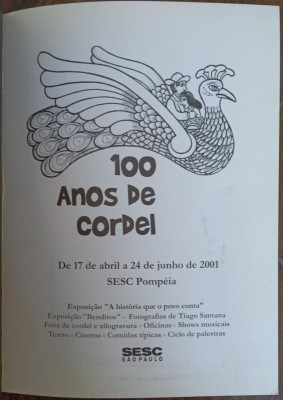 100
ANOS DE
CORDEL
De 17 de abril a 24 de junho de 2001
SESC Pompéia
Exposição "A história que o povo conta"
Exposição "Benditos" - Fotografias de Tiago Santana
Feira de cordel e xilogravura - Oficinas - Shows musicais
Teatro - Cinema - Comidas típicas - Ciclo de palestras
SESC
SÃO PAULO